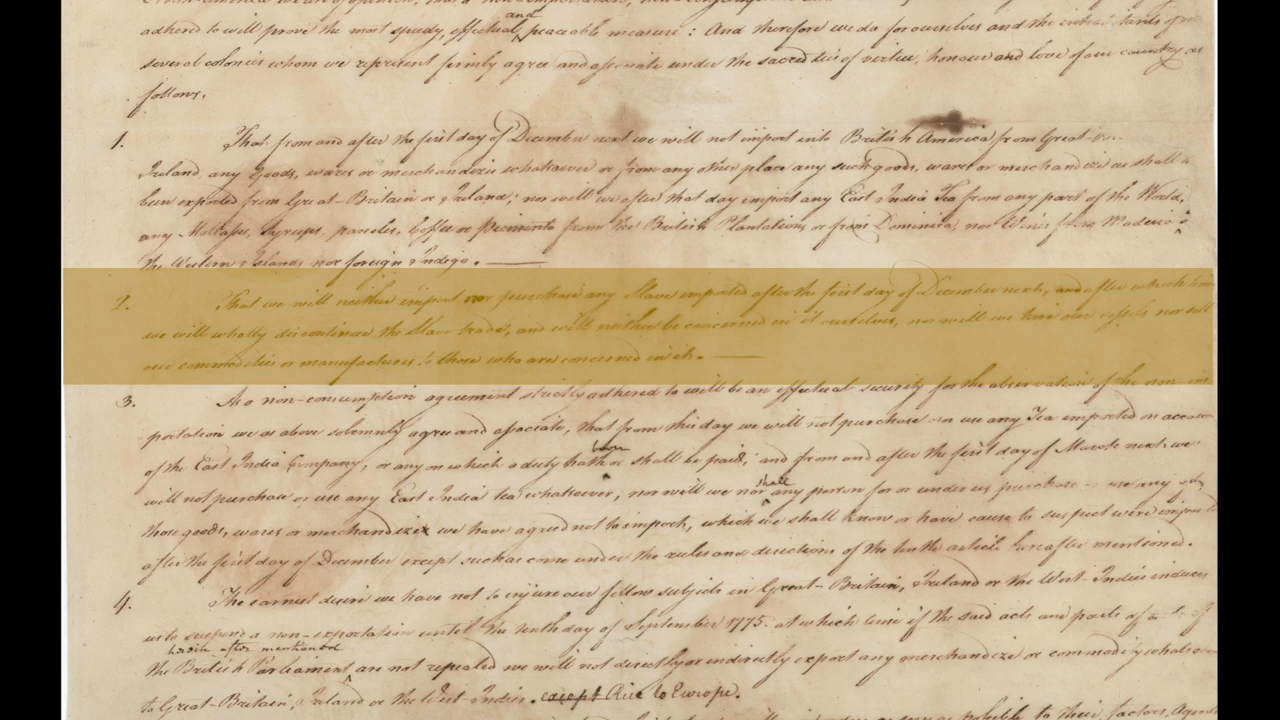 adhered to will prove the most speedy, effectual, and peaceable measure: And therefore we do for ourselves and the inhabitants of
several colonies whom we represent firmly agree and associate under the sacred ties of virtue, honour and love of our country as
follows.
1. That from and after the first day of December next we will not import into British America from Great
Ireland any goods, wares or merchandize whatsoever or from any other place any such goods, wares or merchandize as shall
been exported from Great-Britain or Ireland; nor will we after that day import any East India Tea from any part of the World,
any Molasses, Syrups, paneles, Coffee or Piemento from the British Plantations or from Dominica, nor Wines from Madeira
the Western Islands nor foreign Indigo.
2. That we will neither import nor purchase any Slave imported after the first day of December next, and after which time
we will wholly discontinue the Slave trade, and will neither be concerned in it ourselves, nor will we hire our vessels nor sell
our commodities or manufactures to those who are concerned in it.
3. As a non-consumption agreement strictly adhered to will be an effectual security for the observation of the non-im
portation we as above solemnly agree and associate, that from this day we will not purchase or use any Tea imported on account
of the East India Company, or any on which a duty hath been or shall be paid; and from and after the first day of March next we
will not purchase or use any East India tea whatsoever, nor will we nor shall any person for or under us purchase or use any of
those goods, wares or merchandize we have agreed not to import, which we shall know or have cause to suspect were imported
after the first day of December except such as come under the rules and directions of the tenth article hereafter mentioned.
4. The earnest desire we have not to injure our fellow subjects in Great-Britain, Ireland or the West-Indies induces
us to suspend a non-exportation until the tenth day of September 1775. at which time if the said acts and parts of acts of
herein after mentioned
the British Parliament are not repealed we will not directly or indirectly export any merchandize or commodity whatsoe
to Great-Britain, Ireland or the West-Indies. except Rice to Europe.